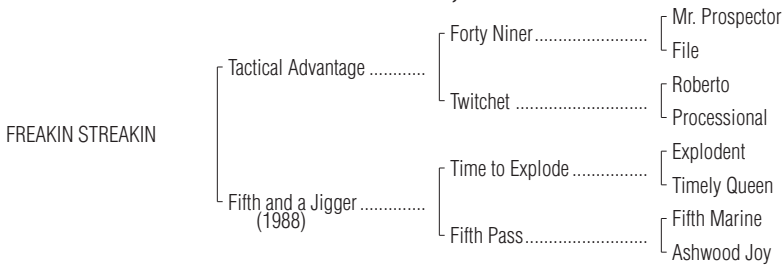 Mr. Prospector
Forty Niner
File
Tactical Advantage
Roberto
Twitchet
Processional
FREAKIN STREAKIN
Explodent
Time to Explode
Timely Queen
Fifth and a Jigger
(1988)
Fifth Marine
Fifth Pass
Ashwood Joy